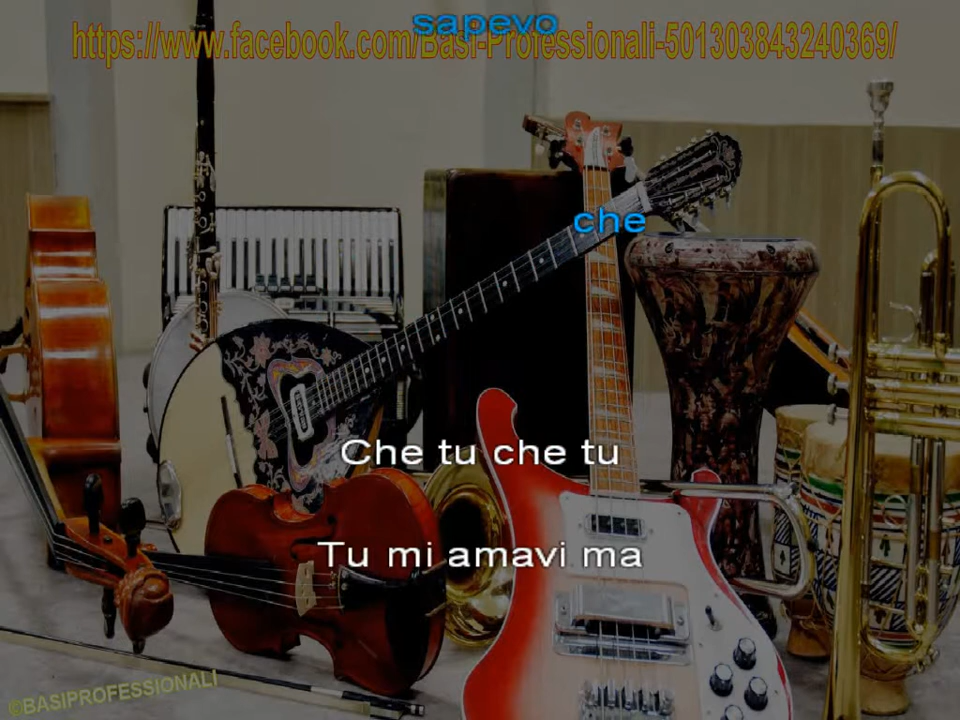 sapevo
https://www.facebook.com/Basi-Professionali-501303843240369/
che
Che tu che tu
Tu mi amavi ma
©BASIPROFESSIONALI